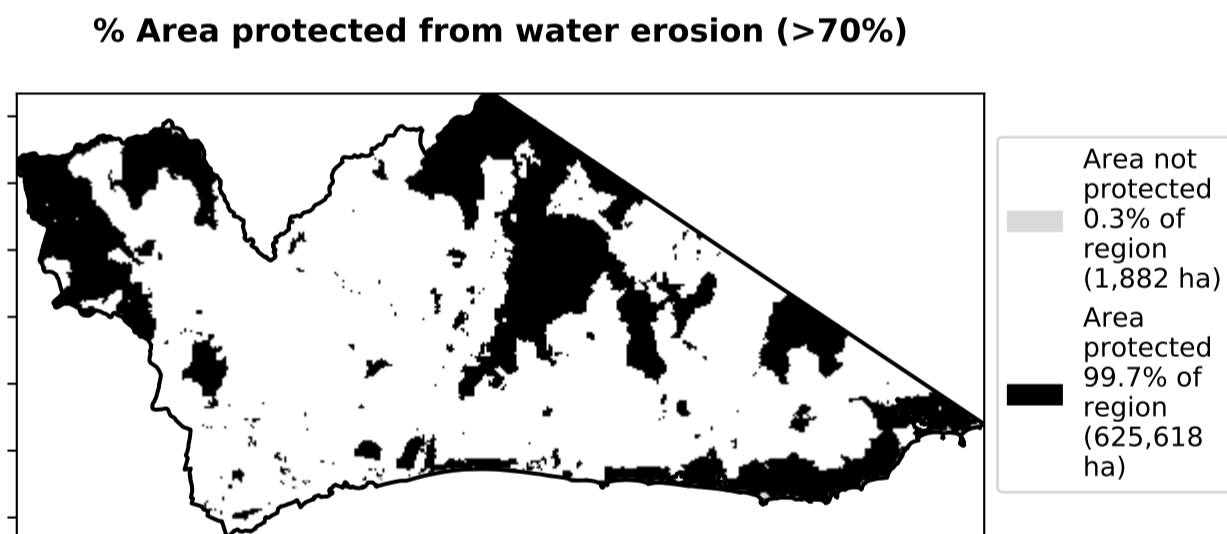 % Area protected from water erosion (>70%)
Area not
protected
0.3% of
region
(1,882 ha)
Area
protected
99.7% of
region
(625,618
ha)